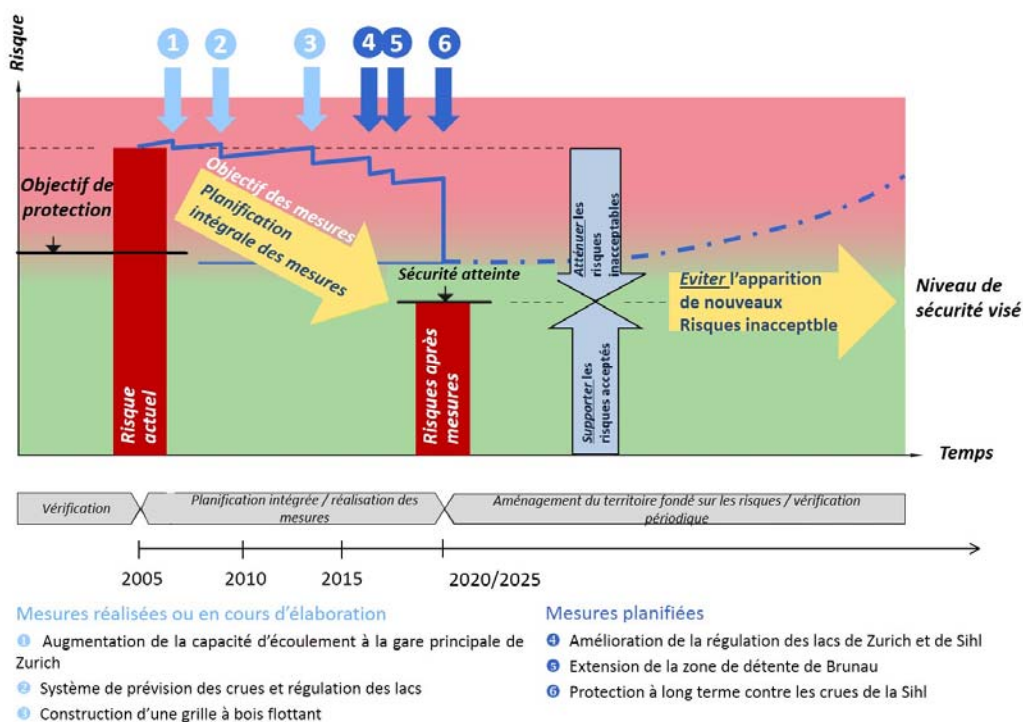 Risque
1 2 3 4 5 6
Objectif de
protection
Objectif des mesures
Planification
intégrale des mesures
Sécurité atteinte
Risque
actuel
Risques après
mesures
Atténuer les
risques
inacceptables
Supporter les
risques acceptés
Eviter l'apparition
de nouveaux
Risques inacceptble
Niveau de
sécurité visé
Temps
Vérification
Planification intégrée / réalisation des
mesures
Aménagement du territoire fondé sur les risques / vérification
périodique
2005 2010 2015 2020/2025
Mesures réalisées ou en cours d'élaboration
1 Augmentation de la capacité d'écoulement à la gare principale de
Zurich
2 Système de prévision des crues et régulation des lacs
3 Construction d'une grille à bois flottant
Mesures planifiées
4 Amélioration de la régulation des lacs de Zurich et de Sihl
5 Extension de la zone de détente de Brunau
6 Protection à long terme contre les crues de la Sihl